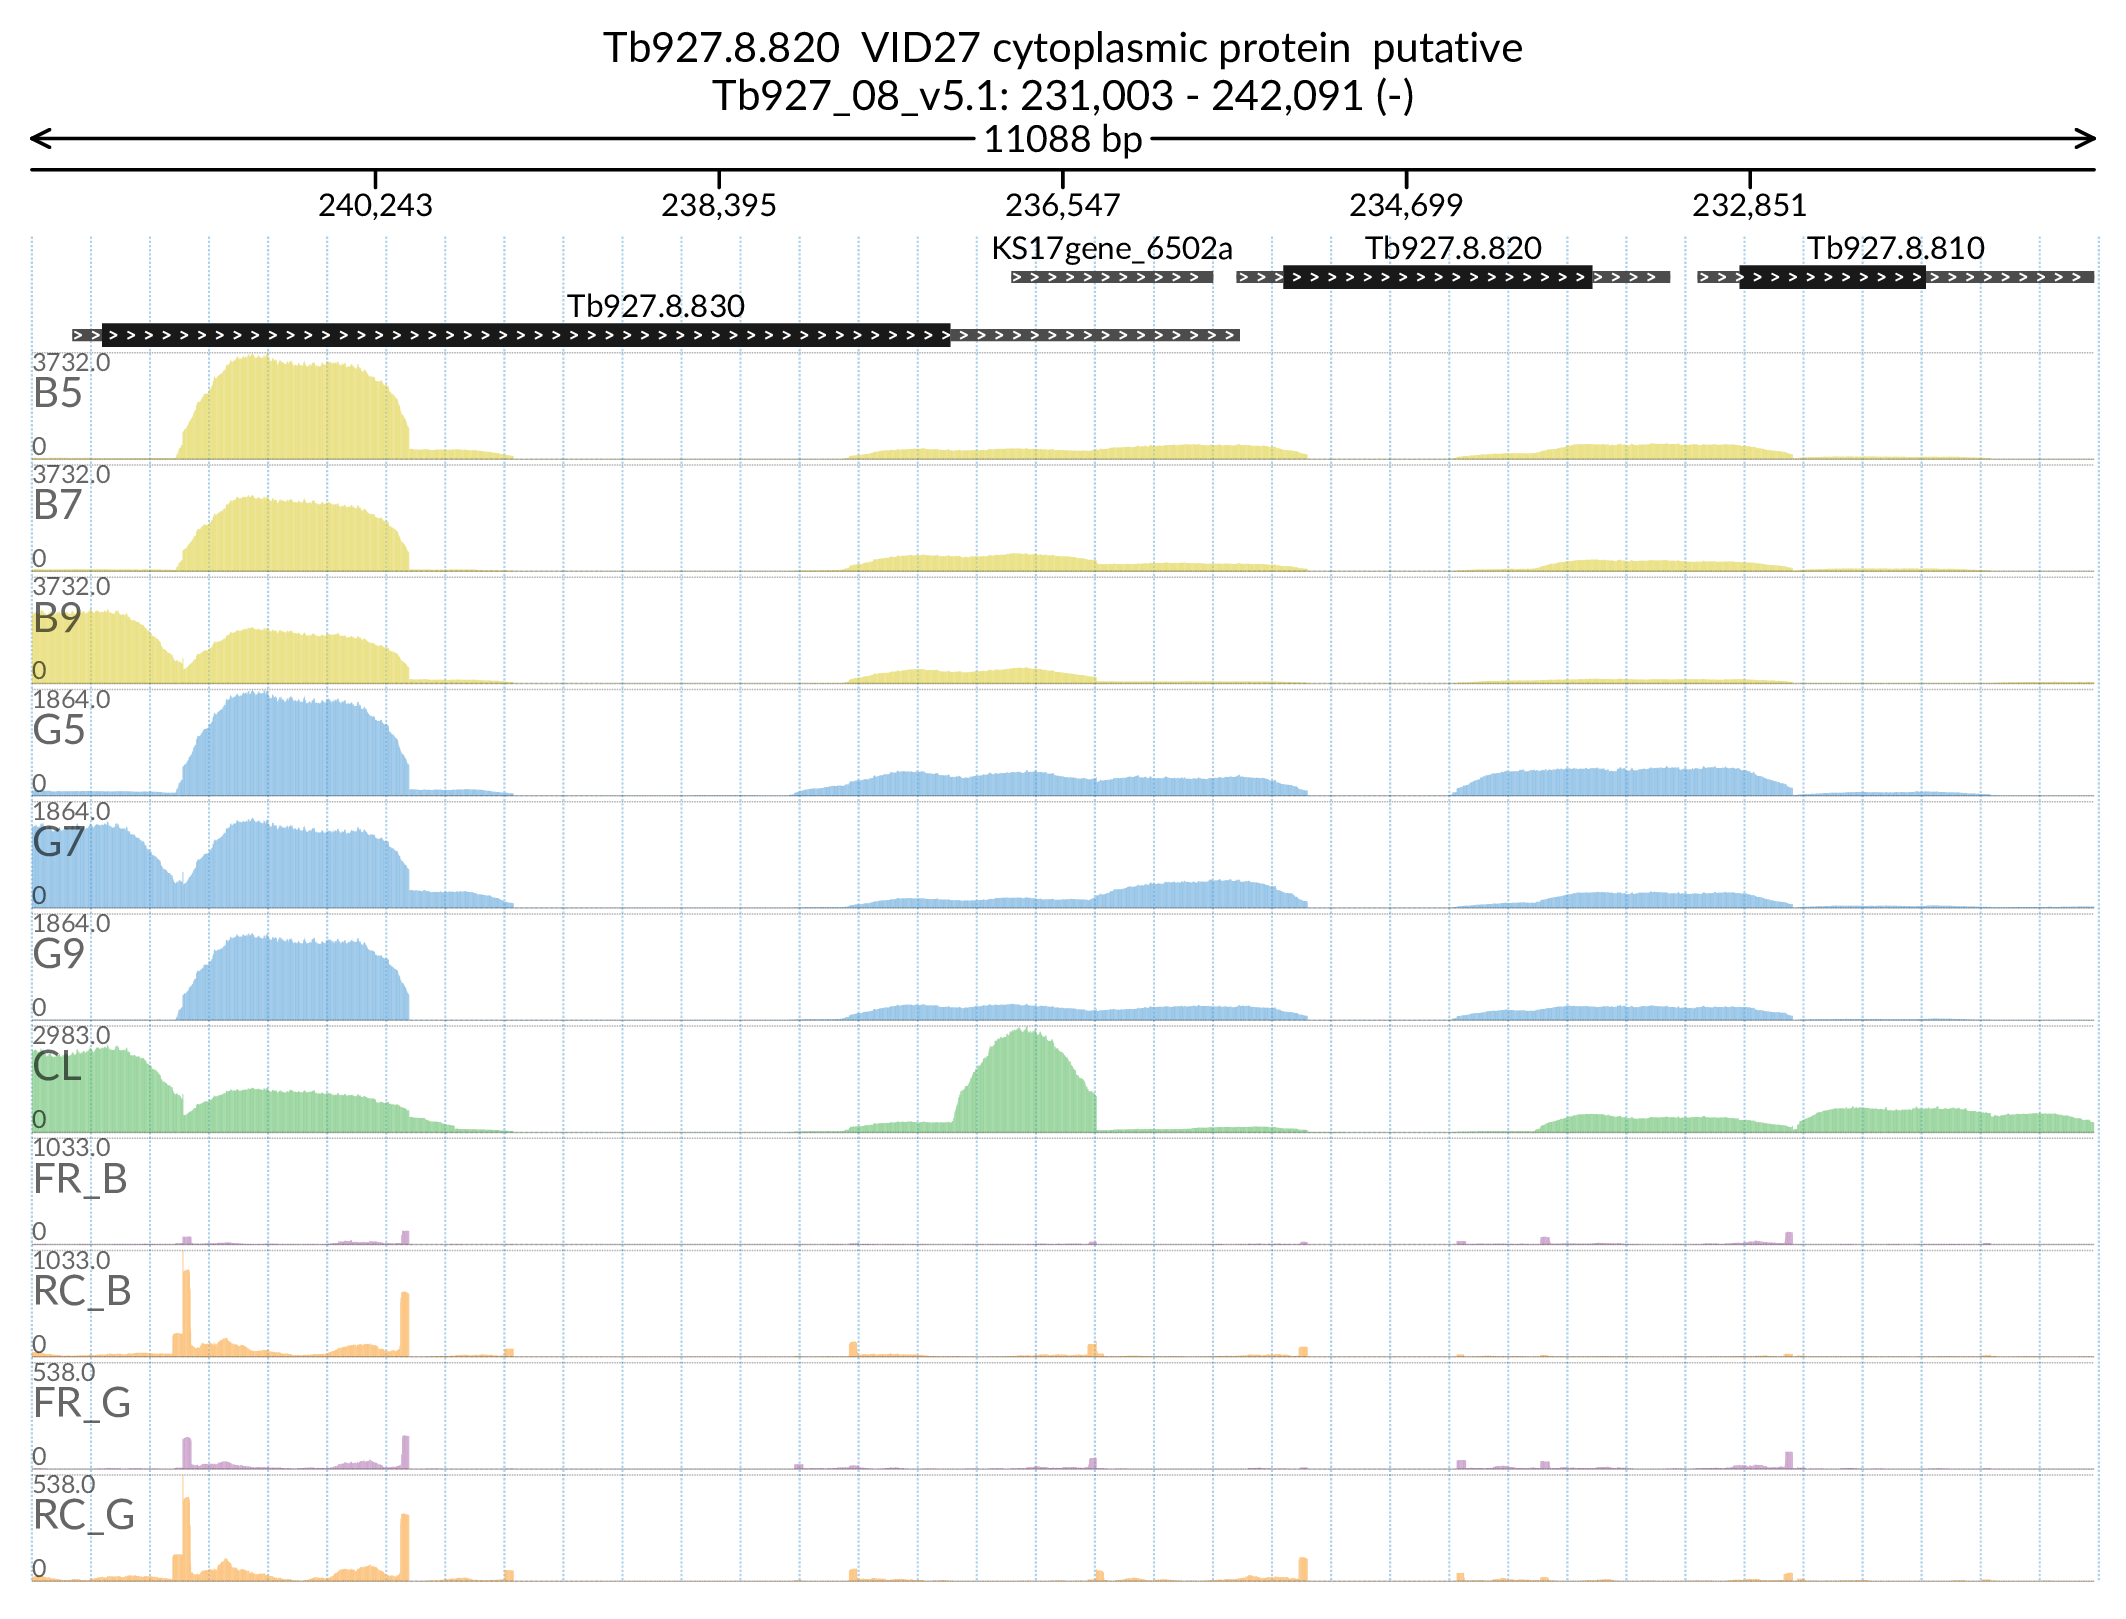 Tb927.8.820  VID27 cytoplasmic protein  putative
Tb927_08_v5.1: 231,003 - 242,091 (-)
11088 bp
240,243 238,395 236,547 234,699 232,851
KS17gene_6502a Tb927.8.820 Tb927.8.810
Tb927.8.830
3732.0
B5
0
3732.0
B7
0
3732.0
B9
0
1864.0
G5
0
1864.0
G7
0
1864.0
G9
0
2983.0
CL
0
1033.0
FR_B
0
1033.0
RC_B
0
538.0
FR_G
0
538.0
RC_G
0